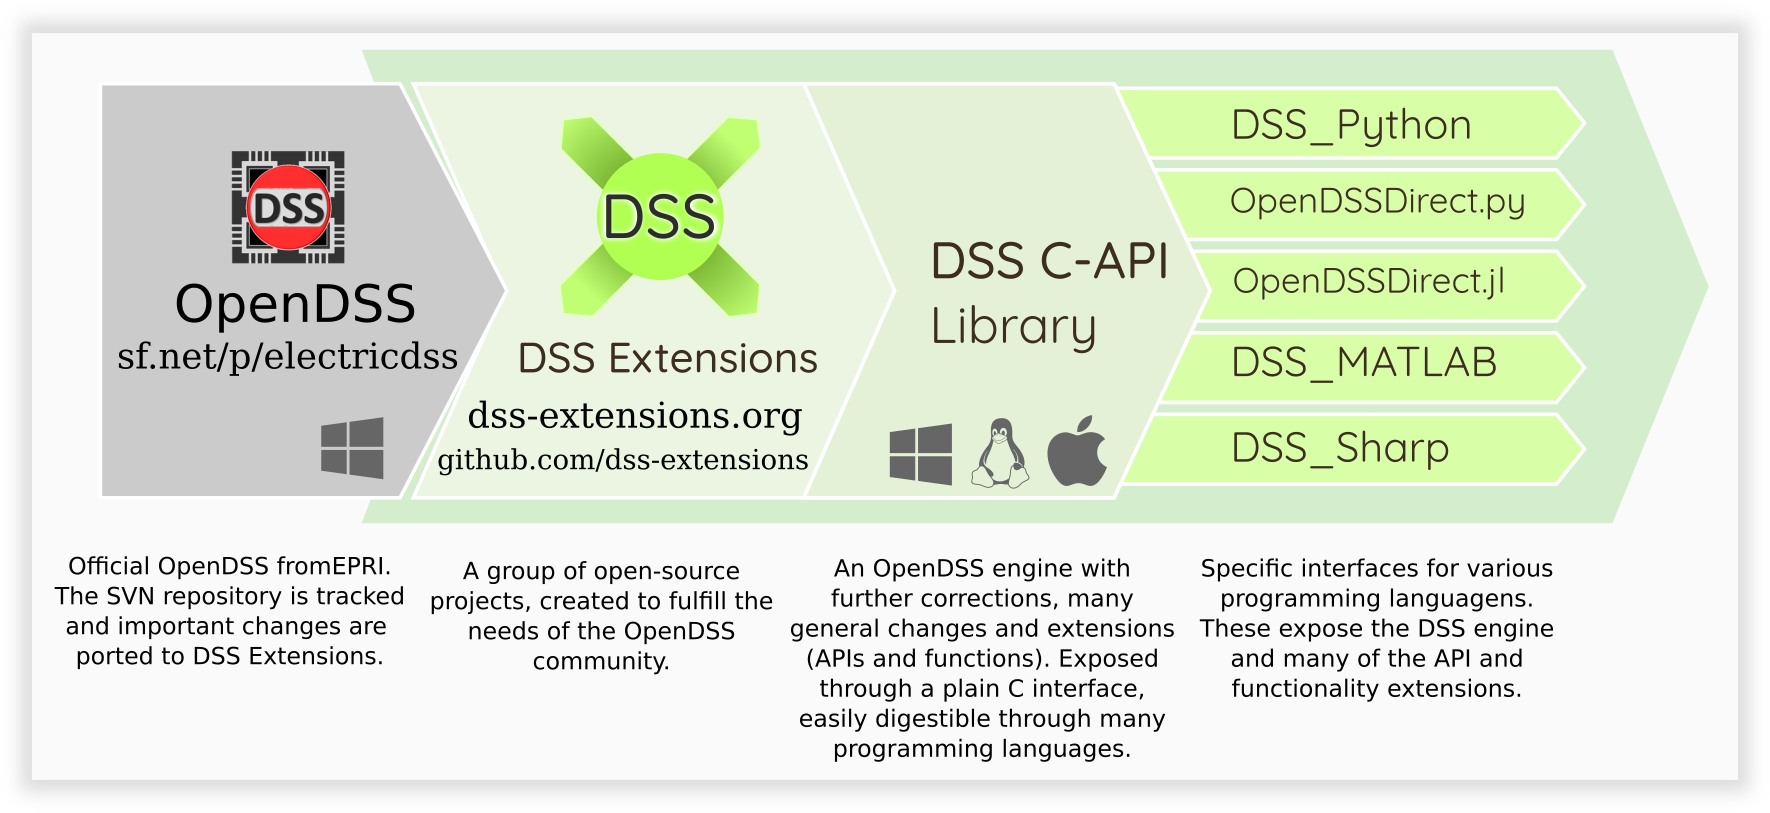 DSS
OpenDSS
sf.net/p/electricdss
DSS
DSS Extensions
dss-extensions.org
github.com/dss-extensions
DSS C-API
Library
DSS_Python
OpenDSSDirect.py
OpenDSSDirect.jl
DSS_MATLAB
DSS_Sharp
Official OpenDSS fromEPRI.
The SVN repository is tracked
and important changes are
ported to DSS Extensions.
A group of open-source
projects, created to fulfill the
needs of the OpenDSS
community.
An OpenDSS engine with
further corrections, many
general changes and extensions
(APIs and functions). Exposed
through a plain C interface,
easily digestible through many
programming languages.
Specific interfaces for various
programming languagens.
These expose the DSS engine
and many of the API and
functionality extensions.